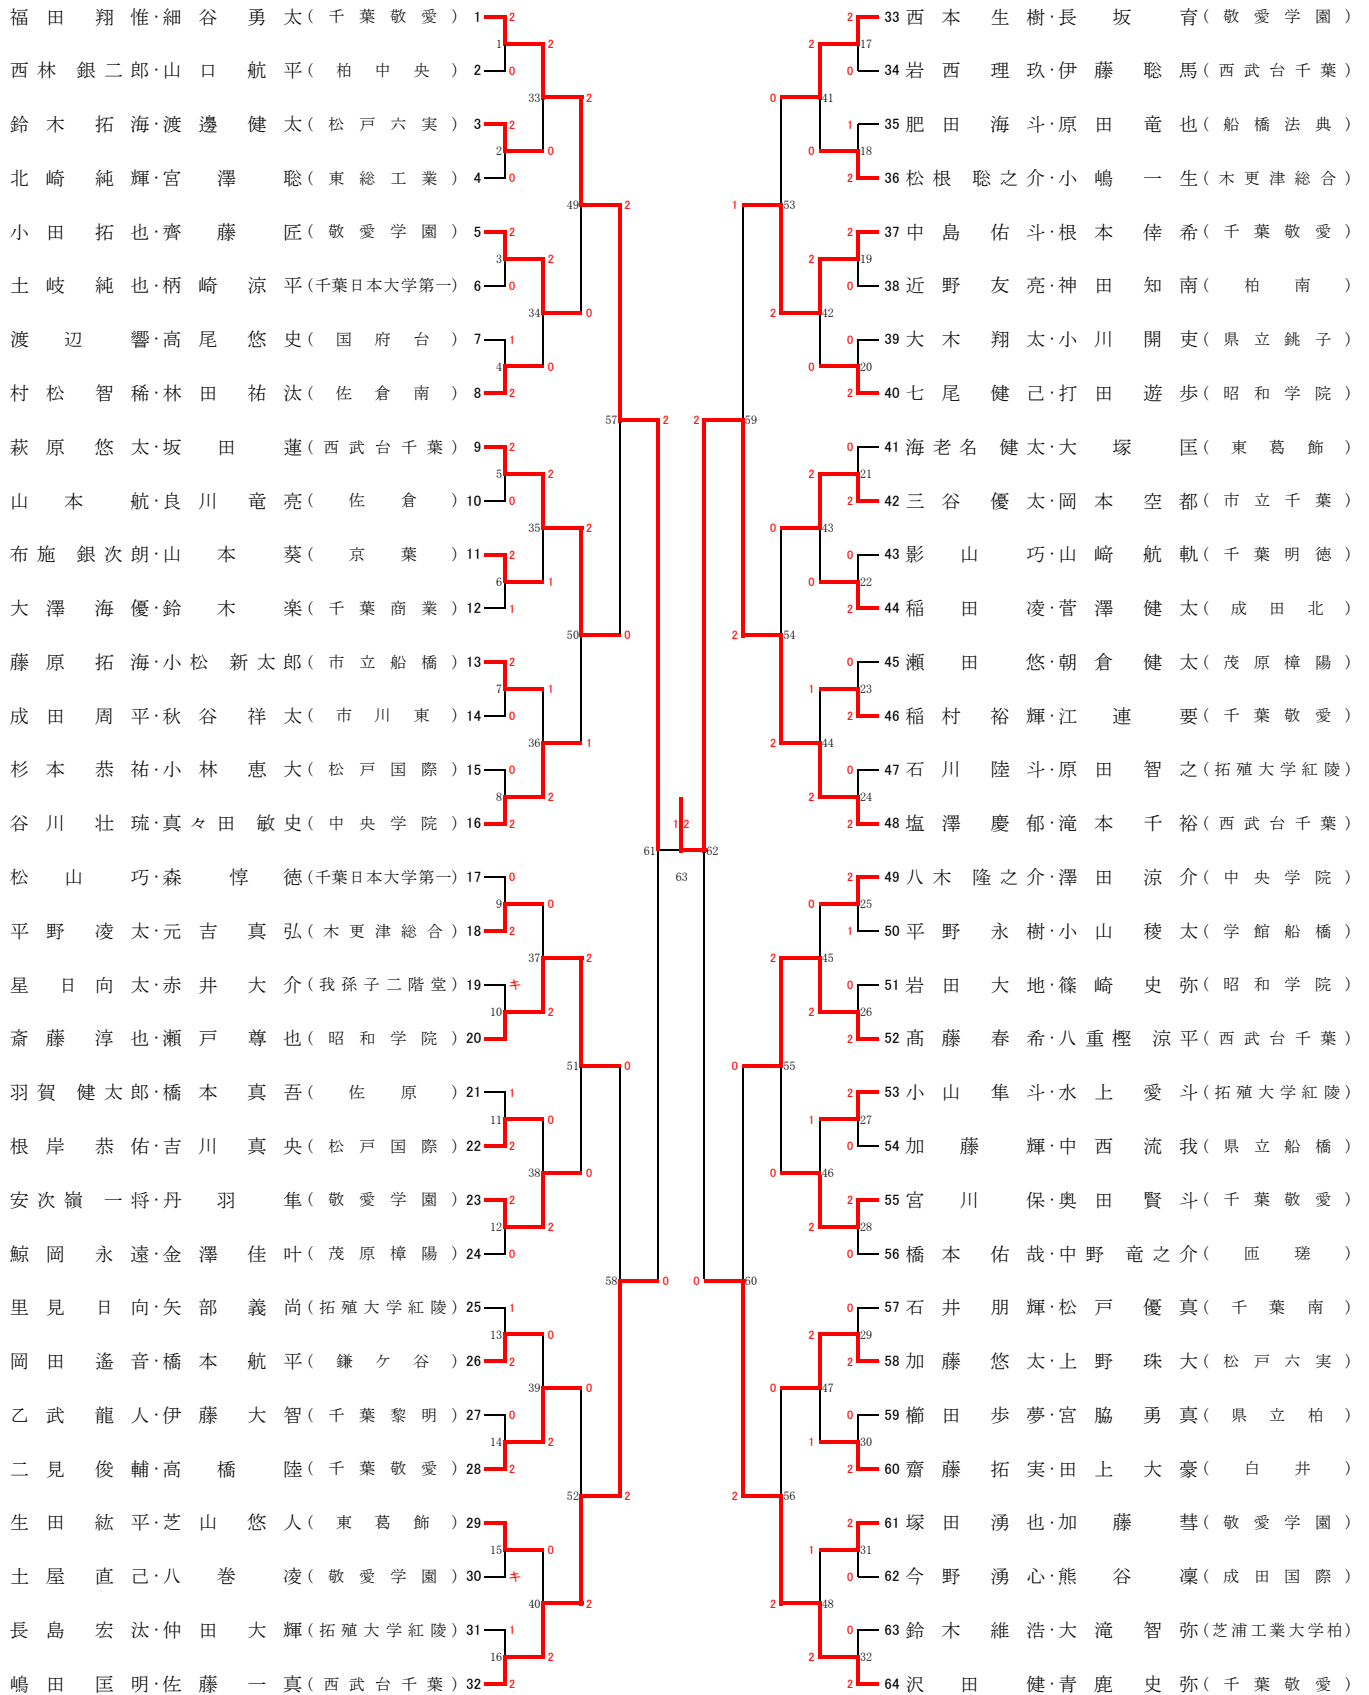 福田 翔惟・細谷 勇太(千葉敬愛) 1
西林 銀二郎・山口 航平(柏中央) 2
鈴木 拓海・渡邊 健太(松戸六実) 3
北崎 純輝・宮澤 聡(東総工業) 4
小田 拓也・齊藤 匠(敬愛学園) 5
土岐 純也・柄崎 涼平(千葉日本大学第一) 6
渡辺 響・高尾 悠史(国府台) 7
村松 智稀・林田 祐汰(佐倉南) 8
萩原 悠太・坂田 蓮(西武台千葉) 9
山本 航・良川 竜亮(佐倉) 10
布施 銀次朗・山本 葵(京葉) 11
大澤 海優・鈴木 楽(千葉商業) 12
藤原 拓海・小松 新太郎(市立船橋) 13
成田 周平・秋谷 祥太(市川東) 14
杉本 恭祐・小林 恵大(松戸国際) 15
谷川 壮琉・真々田 敏史(中央学院) 16
松山 巧・森 惇徳(千葉日本大学第一) 17
平野 凌太・元吉 真弘(木更津総合) 18
星 日向太・赤井 大介(我孫子二階堂) 19
斎藤 淳也・瀬戸 尊也(昭和学院) 20
羽賀 健太郎・橋本 真吾(佐原) 21
根岸 恭佑・吉川 真央(松戸国際) 22
安次嶺 一将・丹羽 隼(敬愛学園) 23
鯨岡 永遠・金澤 佳叶(茂原樟陽) 24
里見 日向・矢部 義尚(拓殖大学紅陵) 25
岡田 遙音・橋本 航平(鎌ケ谷) 26
乙武 龍人・伊藤 大智(千葉黎明) 27
二見 俊輔・高橋 陸(千葉敬愛) 28
生田 紘平・芝山 悠人(東葛飾) 29
土屋 直己・八巻 凌(敬愛学園) 30
長島 宏汰・仲田 大輝(拓殖大学紅陵) 31
嶋田 匡明・佐藤 一真(西武台千葉) 32
33 西本 生樹・長坂 育(敬愛学園)
34 岩西 理玖・伊藤 聡馬(西武台千葉)
35 肥田 海斗・原田 竜也(船橋法典)
36 松根 聡之介・小嶋 一生(木更津総合)
37 中島 佑斗・根本 倖希(千葉敬愛)
38 近野 友亮・神田 知南(柏南)
39 大木 翔太・小川 開吏(県立銚子)
40 七尾 健己・打田 遊歩(昭和学院)
41 海老名 健太・大塚 匡(東葛飾)
42 三谷 優太・岡本 空都(市立千葉)
43 影山 巧・山﨑 航軌(千葉明徳)
44 稲田 凌・菅澤 健太(成田北)
45 瀬田 悠・朝倉 健太(茂原樟陽)
46 稲村 裕輝・江連 要(千葉敬愛)
47 石川 陸斗・原田 智之(拓殖大学紅陵)
48 塩澤 慶郁・滝本 千裕(西武台千葉)
49 八木 隆之介・澤田 涼介(中央学院)
50 平野 永樹・小山 稜太(学館船橋)
51 岩田 大地・篠崎 史弥(昭和学院)
52 髙藤 春希・八重樫 涼平(西武台千葉)
53 小山 隼斗・水上 愛斗(拓殖大学紅陵)
54 加藤 輝・中西 流我(県立船橋)
55 宮川 保・奥田 賢斗(千葉敬愛)
56 橋本 佑哉・中野 竜之介(匝瑳)
57 石井 朋輝・松戸 優真(千葉南)
58 加藤 悠太・上野 珠大(松戸六実)
59 櫛田 歩夢・宮脇 勇真(県立柏)
60 齋藤 拓実・田上 大豪(白井)
61 塚田 湧也・加藤 彗(敬愛学園)
62 今野 湧心・熊谷 凜(成田国際)
63 鈴木 維浩・大滝 智弥(芝浦工業大学柏)
64 沢田 健・青鹿 史弥(千葉敬愛)